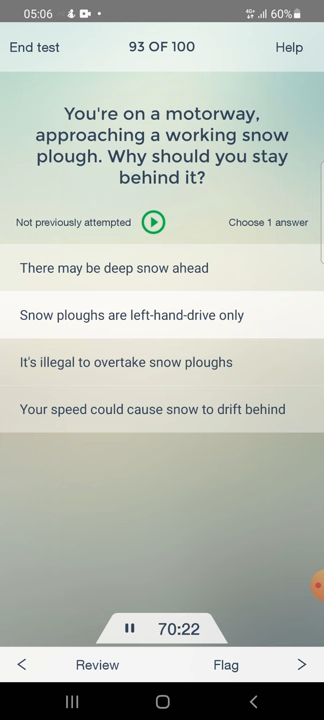 05:06
4G+ 60%
End test 93 OF 100 Help
You're on a motorway,
approaching a working snow
plough. Why should you stay
behind it?
Not previously attempted Choose 1 answer
There may be deep snow ahead
Snow ploughs are left-hand-drive only
It's illegal to overtake snow ploughs
Your speed could cause snow to drift behind
70:22
Review Flag